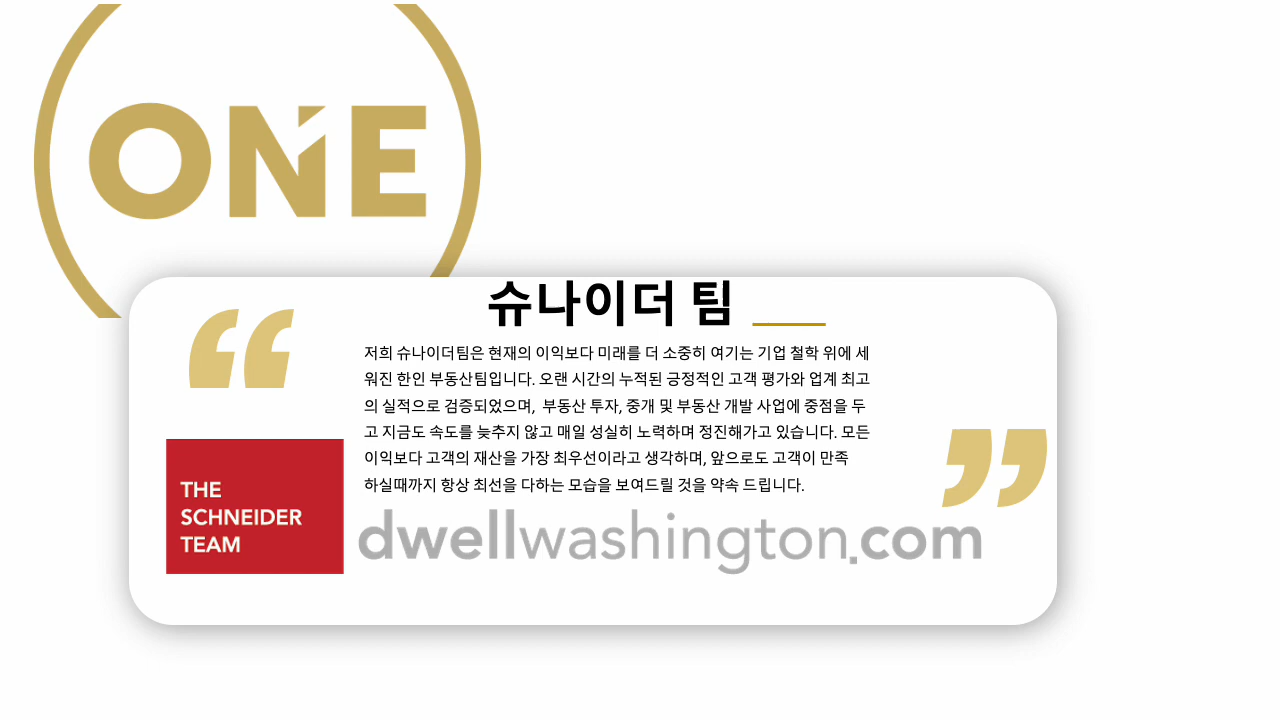 ONE
슈나이더 팀
저희 슈나이더팀은 현재의 이익보다 미래를 더 소중히 여기는 기업 철학 위에 세
워진 한인 부동산팀입니다. 오랜 시간의 누적된 긍정적인 고객 평가와 업계 최고
의 실적으로 검증되었으며,  부동산 투자, 중개 및 부동산 개발 사업에 중점을 두
고 지금도 속도를 늦추지 않고 매일 성실히 노력하며 정진해가고 있습니다. 모든
이익보다 고객의 재산을 가장 최우선이라고 생각하며, 앞으로도 고객이 만족
하실때까지 항상 최선을 다하는 모습을 보여드릴 것을 약속 드립니다.
THE
SCHNEIDER
TEAM
dwellwashington.com